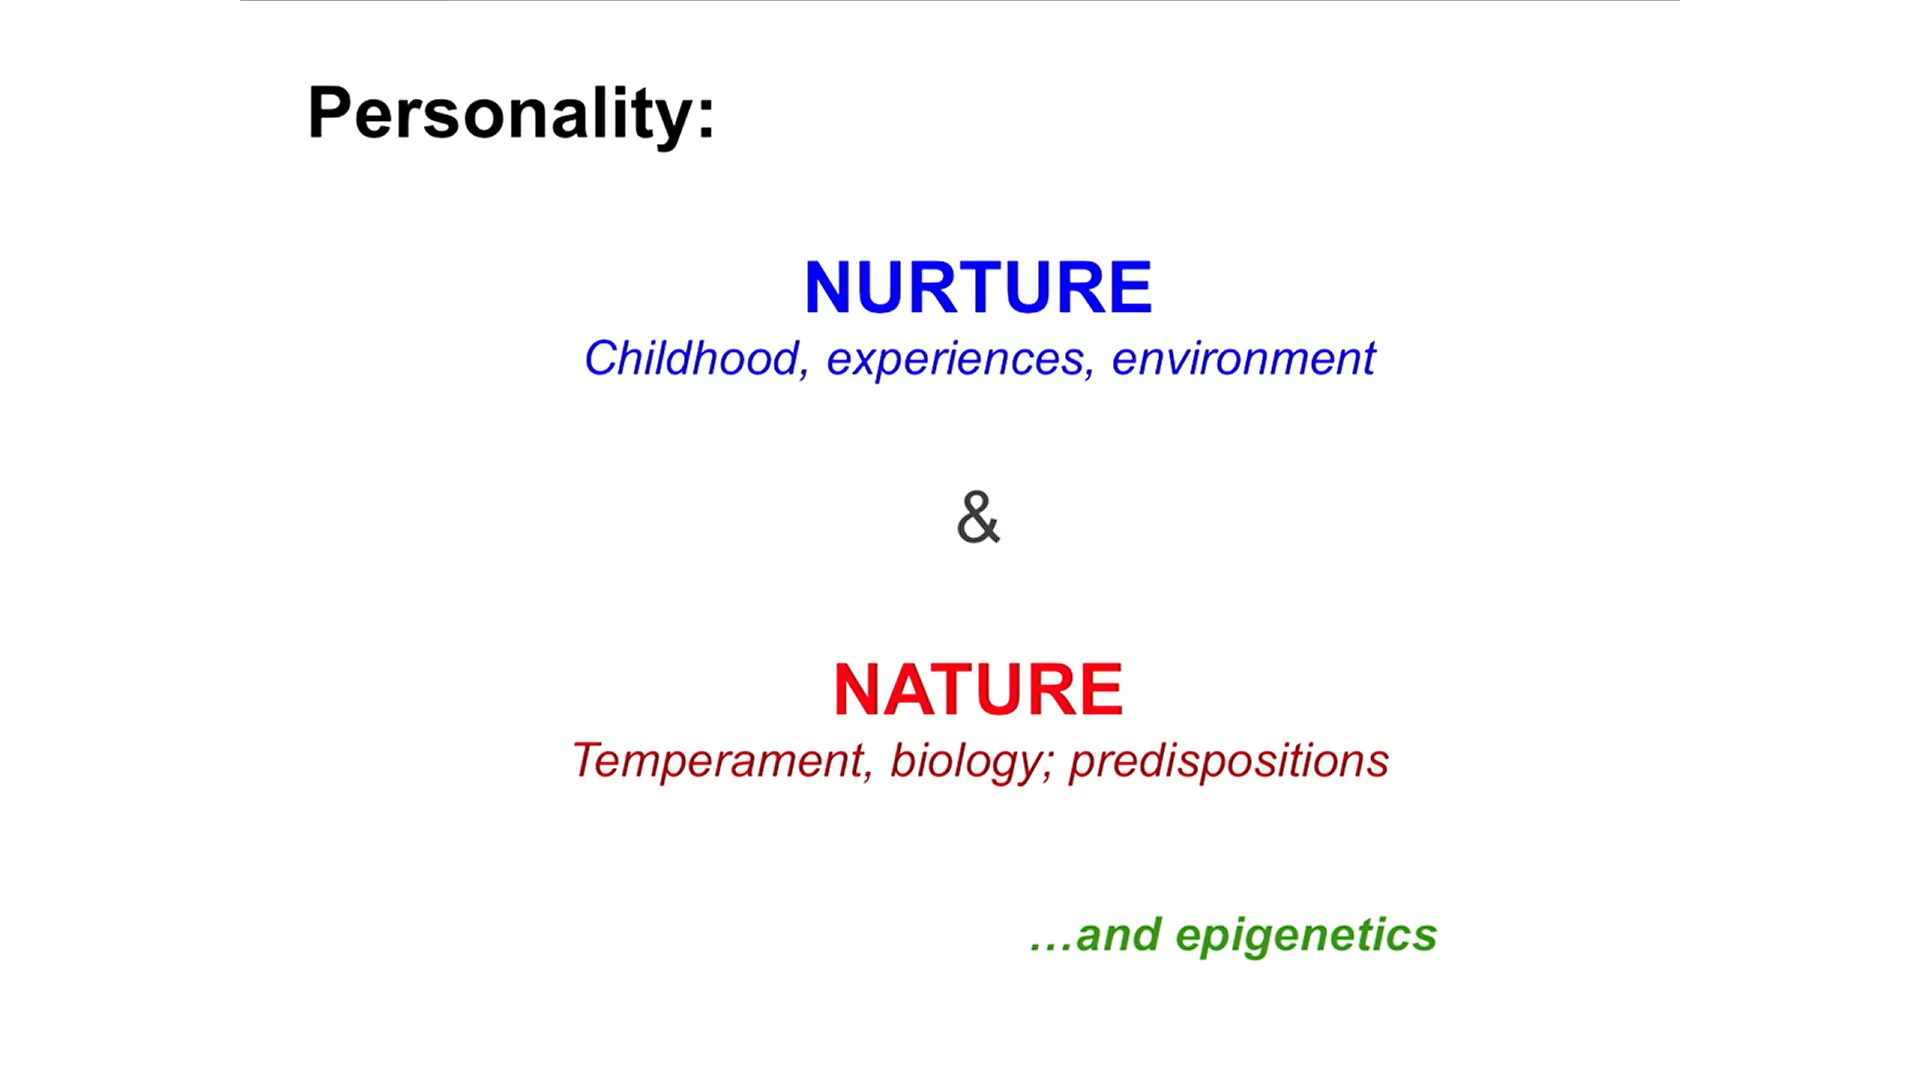 Personality:
NURTURE
Childhood, experiences, environment
&
NATURE
Temperament, biology; predispositions
…and epigenetics